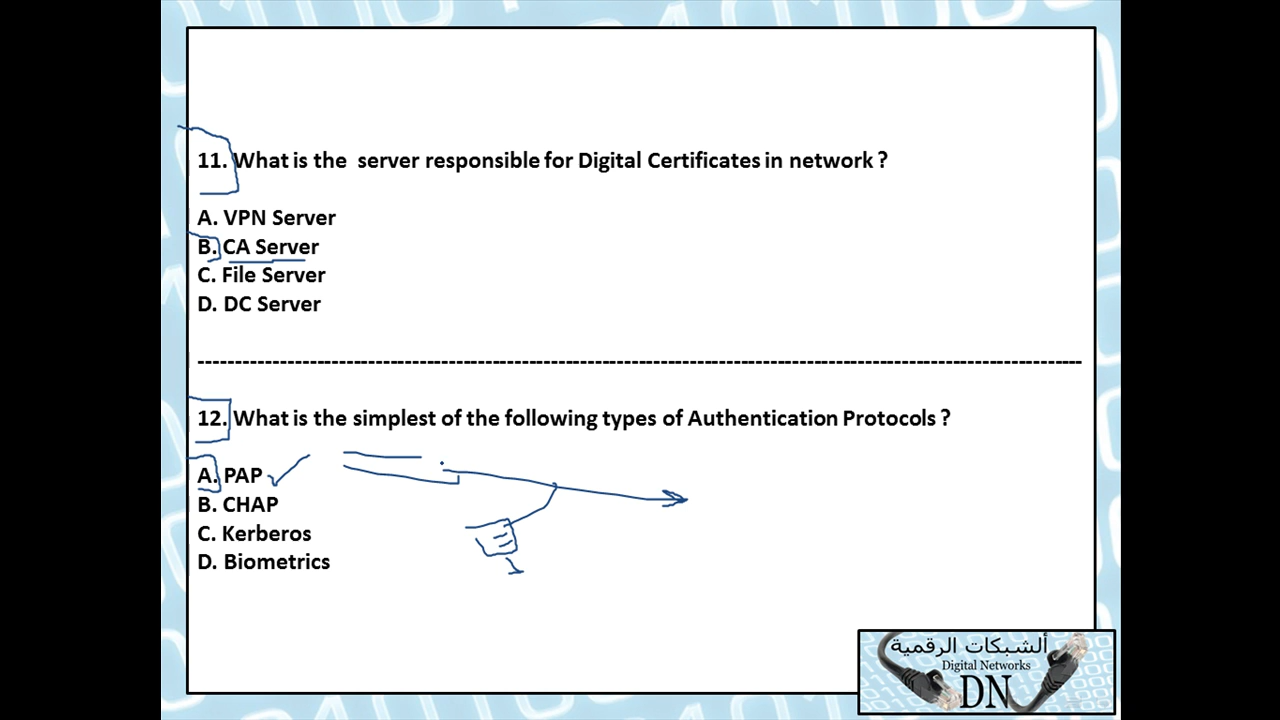 11. What is the server responsible for Digital Certificates in network ?
A. VPN Server
B. CA Server
C. File Server
D. DC Server
12. What is the simplest of the following types of Authentication Protocols ?
A. PAP
B. CHAP
C. Kerberos
D. Biometrics
ألشبكات الرقمية
Digital Networks
DN